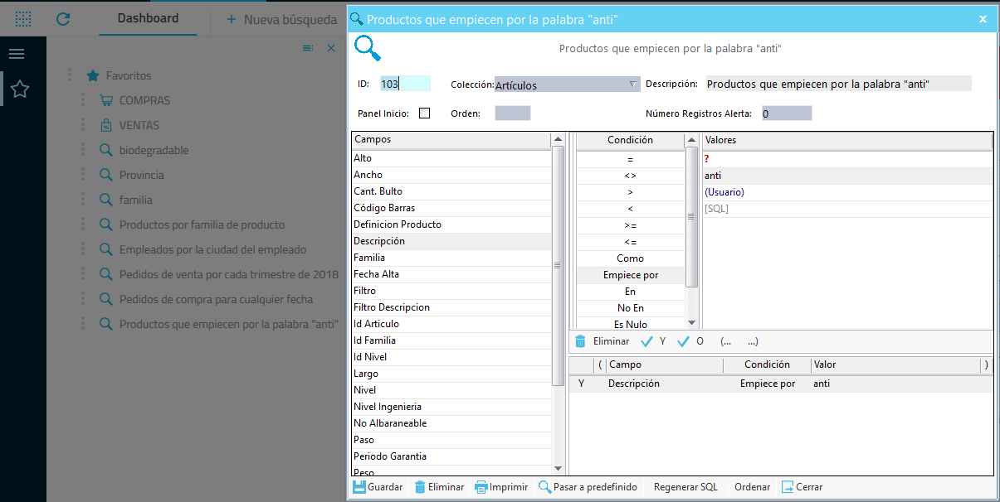 Dashboard
+ Nueva búsqueda
Favoritos
COMPRAS
VENTAS
biodegradable
Provincia
familia
Productos por familia de producto
Empleados por la ciudad del empleado
Pedidos de venta por cada trimestre de 2018
Pedidos de compra para cualquier fecha
Productos que empiecen por la palabra "anti"
Productos que empiecen por la palabra "anti"
Productos que empiecen por la palabra "anti"
ID: 103 Colección: Artículos Descripción: Productos que empiecen por la palabra "anti"
Panel Inicio: Orden: Número Registros Alerta: 0
Campos
Alto
Ancho
Cant. Bulto
Código Barras
Definicion Producto
Descripción
Familia
Fecha Alta
Filtro
Filtro Descripcion
Id Articulo
Id Familia
Id Nivel
Largo
Nivel
Nivel Ingenieria
No Albaraneable
Paso
Periodo Garantia
Peso
Condición
=
<>
>
<
>=
<=
Como
Empiece por
En
No En
Es Nulo
Valores
?
anti
(Usuario)
[SQL]
Eliminar Y O (... ...)
( Campo Condición Valor )
Y Descripción Empiece por anti
Guardar Eliminar Imprimir Pasar a predefinido Regenerar SQL Ordenar Cerrar